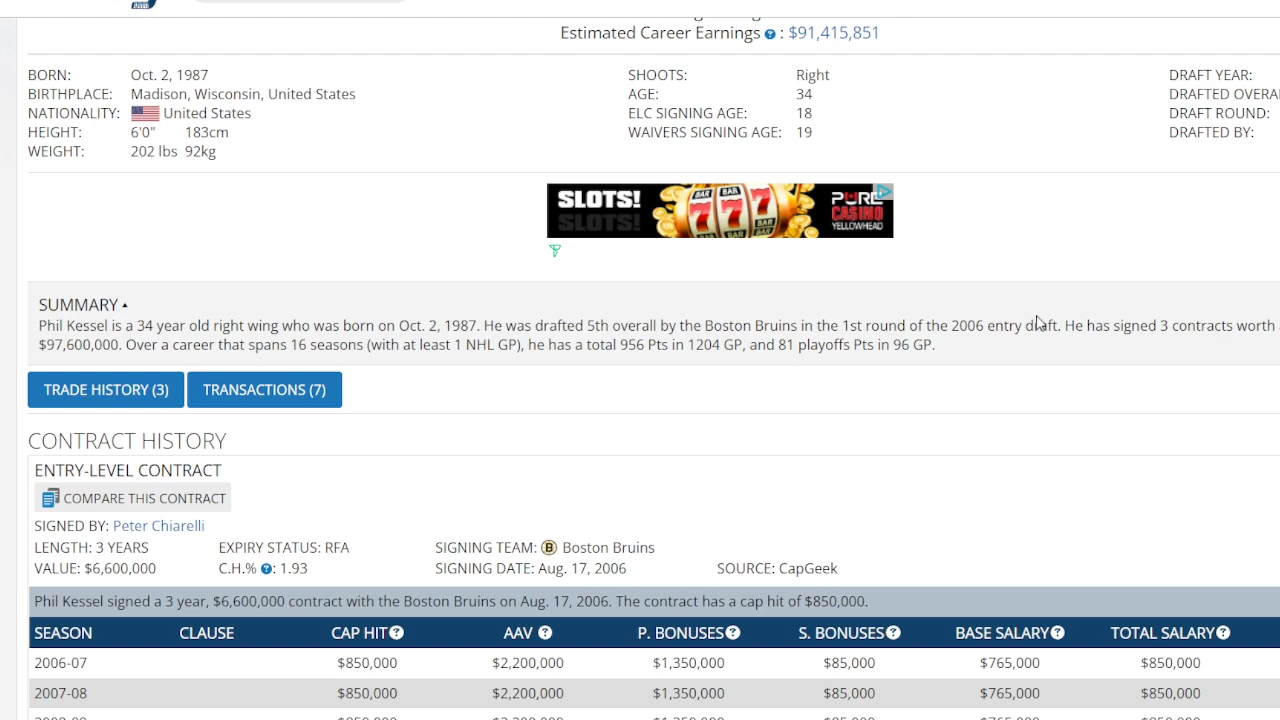 Estimated Career Earnings ? : $91,415,851
BORN: Oct. 2, 1987
BIRTHPLACE: Madison, Wisconsin, United States
NATIONALITY: United States
HEIGHT: 6'0" 183cm
WEIGHT: 202 lbs 92kg
SHOOTS: Right
AGE: 34
ELC SIGNING AGE: 18
WAIVERS SIGNING AGE: 19
DRAFT YEAR:
DRAFTED OVERA
DRAFT ROUND:
DRAFTED BY:
SLOTS!
SLOTS!
BAR BAR BAR
777
BAR BAR BAR
PURE
CASINO
YELLOWHEAD
SUMMARY
Phil Kessel is a 34 year old right wing who was born on Oct. 2, 1987. He was drafted 5th overall by the Boston Bruins in the 1st round of the 2006 entry draft. He has signed 3 contracts worth
$97,600,000. Over a career that spans 16 seasons (with at least 1 NHL GP), he has a total 956 Pts in 1204 GP, and 81 playoffs Pts in 96 GP.
TRADE HISTORY (3) TRANSACTIONS (7)
CONTRACT HISTORY
ENTRY-LEVEL CONTRACT
COMPARE THIS CONTRACT
SIGNED BY: Peter Chiarelli
LENGTH: 3 YEARS EXPIRY STATUS: RFA SIGNING TEAM: B Boston Bruins
VALUE: $6,600,000 C.H.% ?: 1.93 SIGNING DATE: Aug. 17, 2006 SOURCE: CapGeek
Phil Kessel signed a 3 year, $6,600,000 contract with the Boston Bruins on Aug. 17, 2006. The contract has a cap hit of $850,000.
SEASON CLAUSE CAP HIT ? AAV ? P. BONUSES ? S. BONUSES ? BASE SALARY ? TOTAL SALARY ?
2006-07 $850,000 $2,200,000 $1,350,000 $85,000 $765,000 $850,000
2007-08 $850,000 $2,200,000 $1,350,000 $85,000 $765,000 $850,000